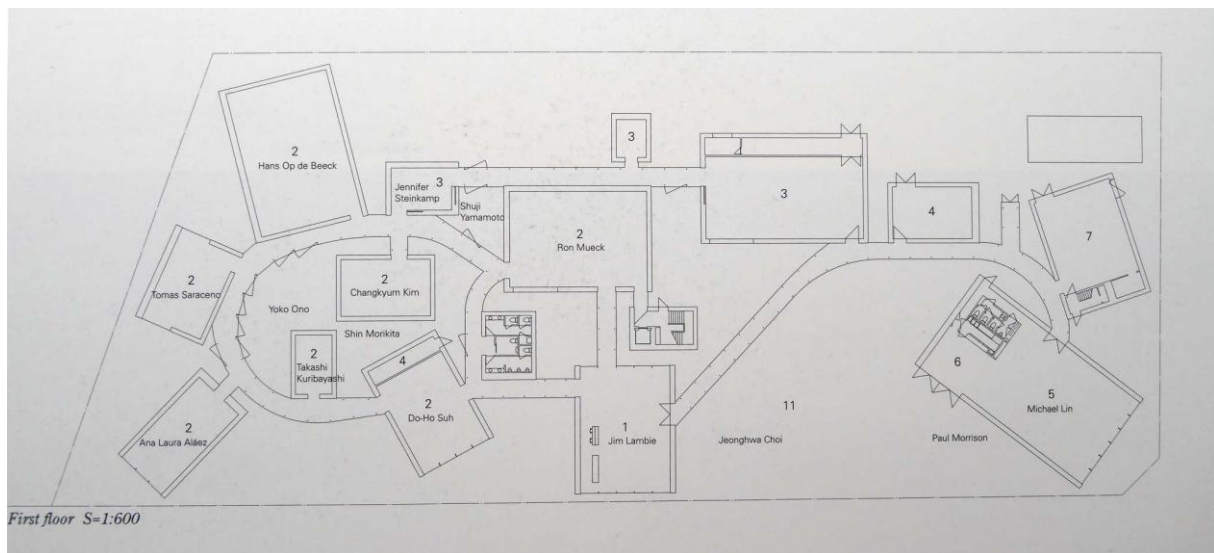 2
Hans Op de Beeck
3
3
Jennifer
Steinkamp
Shuji
Yamamoto
3
4
7
2
Ron Mueck
2
Tomas Saraceno
2
Changkyum Kim
Yoko Ono
Shin Morikita
2
Takashi
Kuribayashi
4
2
Do-Ho Suh
2
Ana Laura Aláez
1
Jim Lambie
11
Jeonghwa Choi
6
5
Michael Lin
Paul Morrison
First floor S=1:600